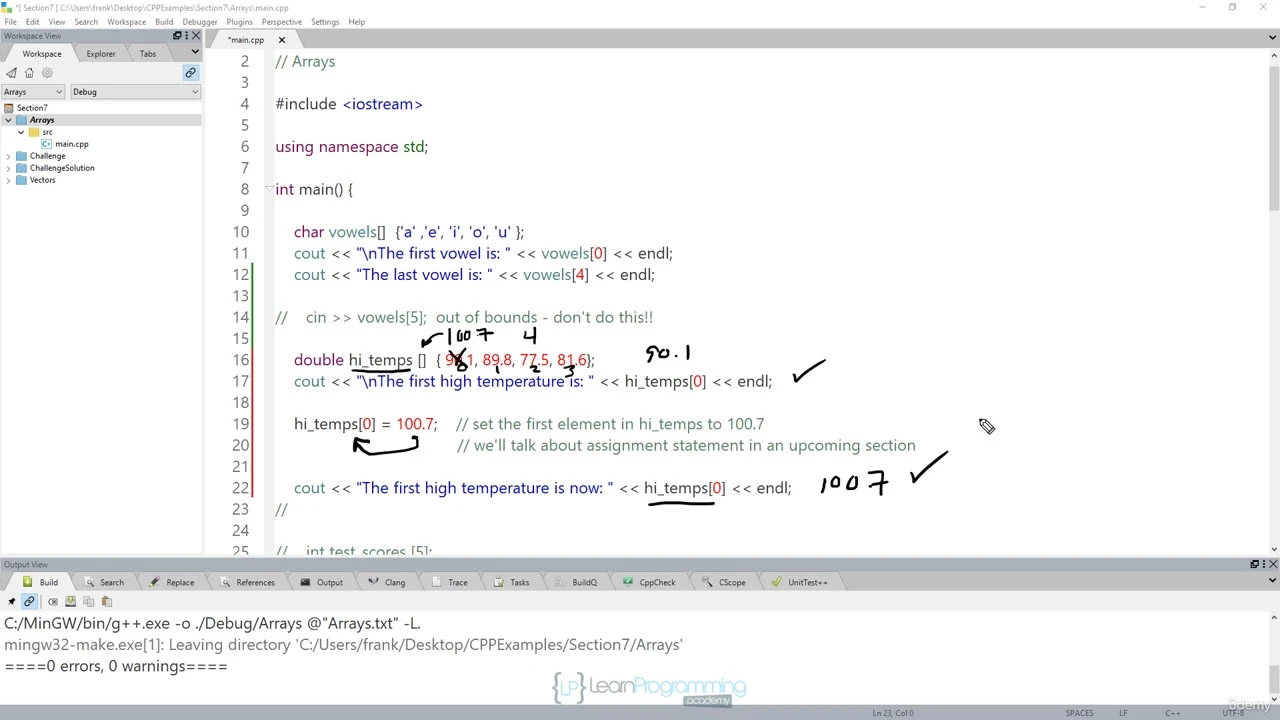 *[ Section7 ] C:\Users\frank\Desktop\CPPExamples\Section7\Arrays\main.cpp
File Edit View Search Workspace Build Debugger Plugins Perspective Settings Help
Workspace View
*main.cpp
Workspace Explorer Tabs
Arrays Debug
Section7
Arrays
src
main.cpp
Challenge
ChallengeSolution
Vectors
2 // Arrays
3
4 #include <iostream>
5
6 using namespace std;
7
8 int main() {
9
10 char vowels[] {'a' ,'e', 'i', 'o', 'u' };
11 cout << "\nThe first vowel is: " << vowels[0] << endl;
12 cout << "The last vowel is: " << vowels[4] << endl;
13
14 // cin >> vowels[5]; out of bounds - don't do this!!
15 100 7 4
16 double hi_temps [] { 90.1, 89.8, 77.5, 81.6}; 90.1
0 1 2 3
17 cout << "\nThe first high temperature is: " << hi_temps[0] << endl;
18
19 hi_temps[0] = 100.7; // set the first element in hi_temps to 100.7
20 // we'll talk about assignment statement in an upcoming section
21
22 cout << "The first high temperature is now: " << hi_temps[0] << endl; 100 7
23 //
24
25 // int test_scores [5];
Output View
Build Search Replace References Output Clang Trace Tasks BuildQ CppCheck CScope UnitTest++
C:/MinGW/bin/g++.exe -o ./Debug/Arrays @"Arrays.txt" -L.
mingw32-make.exe[1]: Leaving directory 'C:/Users/frank/Desktop/CPPExamples/Section7/Arrays'
====0 errors, 0 warnings====
{LP} LearnProgramming
academy
Udemy
Ln 23, Col 0 SPACES LF C++ UTF-8